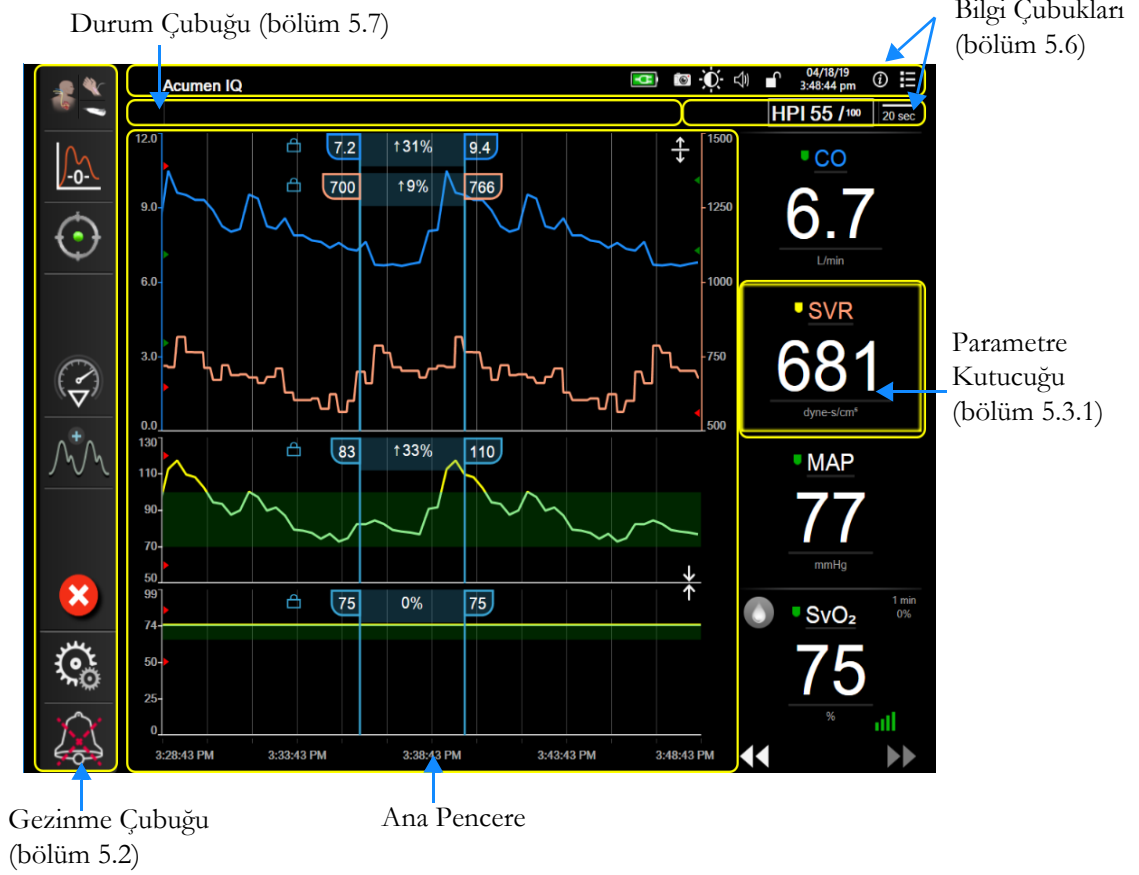 Durum Çubuğu (bölüm 5.7)
Bilgi Çubukları
(bölüm 5.6)
Acumen IQ
04/18/19
3:48:44 pm
HPI 55 /100
20 sec
12.0
9.0
6.0
3.0
0.0
7.2 ↑31% 9.4
700 ↑9% 766
1500
1250
1000
750
500
CO
6.7
L/min
SVR
681
dyne-s/cm⁵
Parametre
Kutucuğu
(bölüm 5.3.1)
130
110
90
70
50
83 ↑33% 110
MAP
77
mmHg
99
74
50
25
0
75 0% 75
SvO₂
1 min
0%
75
%
3:28:43 PM 3:33:43 PM 3:38:43 PM 3:43:43 PM 3:48:43 PM
-0-
Gezinme Çubuğu
(bölüm 5.2)
Ana Pencere